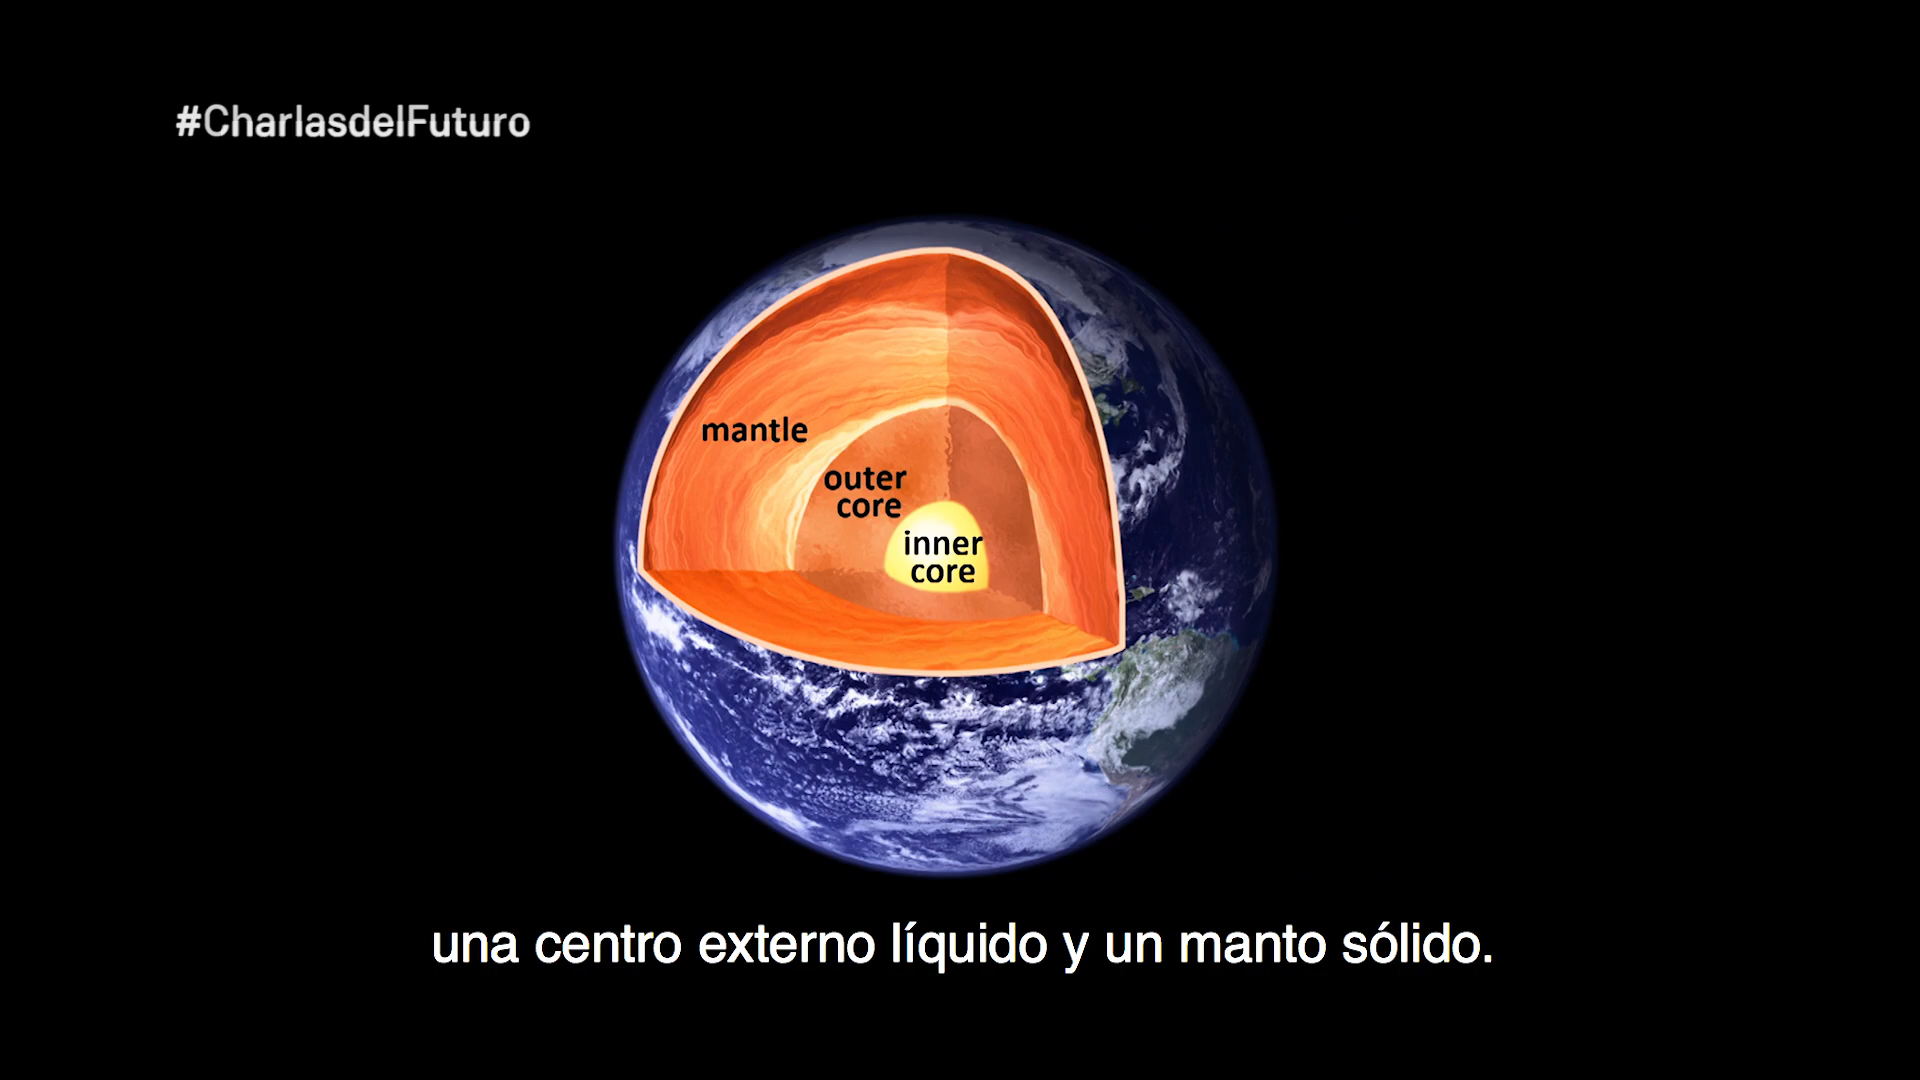 #CharlasdelFuturo
mantle
outer
core
inner
core
una centro externo líquido y un manto sólido.